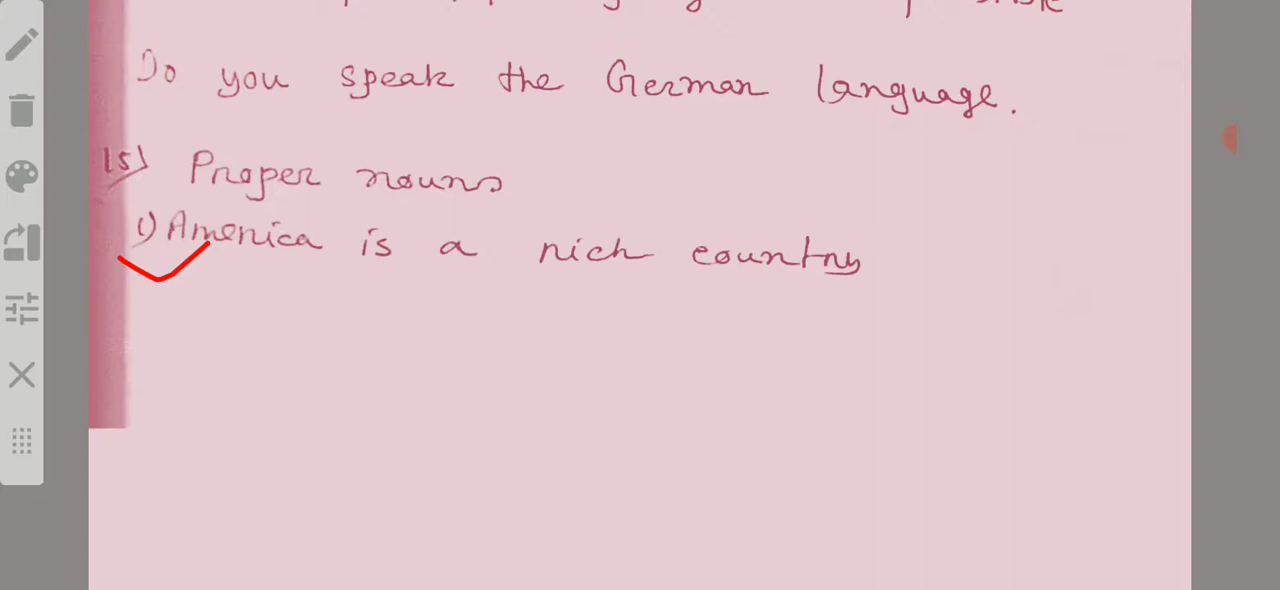 Do you speak the German language.
15) Proper nouns
1) America is a rich country